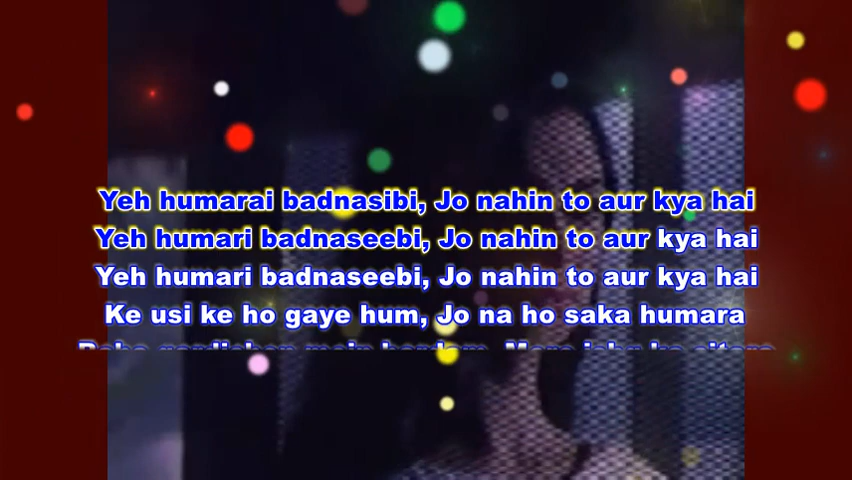 Yeh humarai badnasibi, Jo nahin to aur kya hai
Yeh humari badnaseebi, Jo nahin to aur kya hai
Yeh humari badnaseebi, Jo nahin to aur kya hai
Ke usi ke ho gaye hum, Jo na ho saka humara